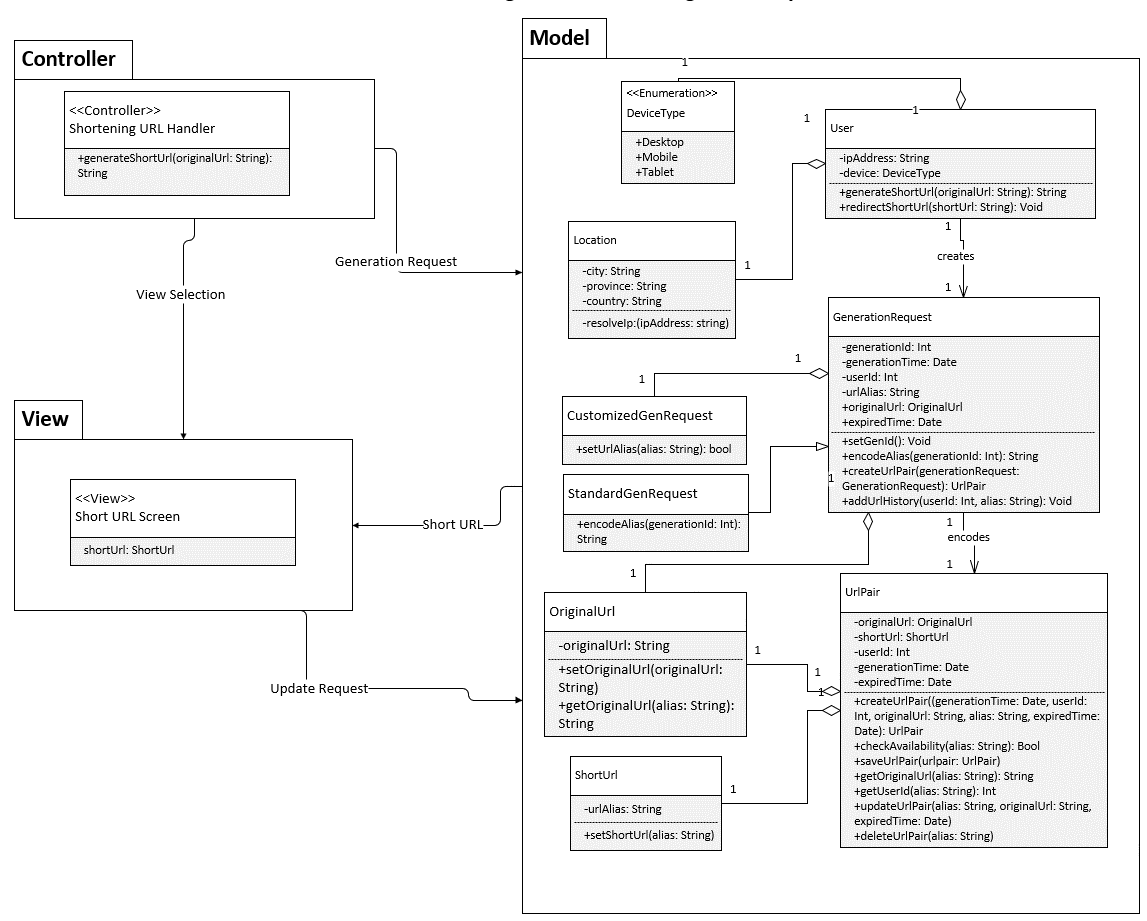 Controller
<<Controller>>
Shortening URL Handler
+generateShortUrl(originalUrl: String):
String
Generation Request
View Selection
View
<<View>>
Short URL Screen
shortUrl: ShortUrl
Short URL
Update Request
Model
1
<<Enumeration>>
DeviceType
+Desktop
+Mobile
+Tablet
1
1
User
-ipAddress: String
-device: DeviceType
+generateShortUrl(originalUrl: String): String
+redirectShortUrl(shortUrl: String): Void
Location
-city: String
-province: String
-country: String
-resolveIp:(ipAddress: string)
1
1
creates
1
GenerationRequest
-generationId: Int
-generationTime: Date
-userId: Int
-urlAlias: String
+originalUrl: OriginalUrl
+expiredTime: Date
+setGenId(): Void
+encodeAlias(generationId: Int): String
+createUrlPair(generationRequest:
GenerationRequest): UrlPair
+addUrlHistory(userId: Int, alias: String): Void
1
1
1
CustomizedGenRequest
+setUrlAlias(alias: String): bool
StandardGenRequest
+encodeAlias(generationId: Int):
String
1
encodes
1
1
OriginalUrl
-originalUrl: String
+setOriginalUrl(originalUrl:
String)
+getOriginalUrl(alias: String):
String
1
1
1
UrlPair
-originalUrl: OriginalUrl
-shortUrl: ShortUrl
-userId: Int
-generationTime: Date
-expiredTime: Date
+createUrlPair((generationTime: Date, userId:
Int, originalUrl: String, alias: String, expiredTime:
Date): UrlPair
+checkAvailability(alias: String): Bool
+saveUrlPair(urlpair: UrlPair)
+getOriginalUrl(alias: String): String
+getUserId(alias: String): Int
+updateUrlPair(alias: String, originalUrl: String,
expiredTime: Date)
+deleteUrlPair(alias: String)
ShortUrl
-urlAlias: String
+setShortUrl(alias: String)
1